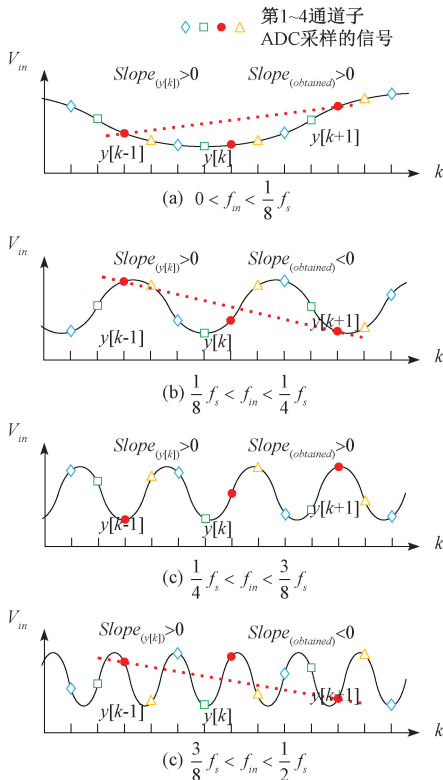 第1~4通道子
ADC采样的信号
V_in
Slope_(y[k])>0 Slope_(obtained)>0
y[k-1] y[k] y[k+1]
k
(a) 0 < f_in < 1/8 f_s
V_in
Slope_(y[k])>0 Slope_(obtained)<0
y[k-1] y[k] y[k+1]
k
(b) 1/8 f_s < f_in < 1/4 f_s
V_in
Slope_(y[k])>0 Slope_(obtained)>0
y[k-1] y[k] y[k+1]
k
(c) 1/4 f_s < f_in < 3/8 f_s
V_in
Slope_(y[k])>0 Slope_(obtained)<0
y[k-1] y[k] y[k+1]
k
(c) 3/8 f_s < f_in < 1/2 f_s